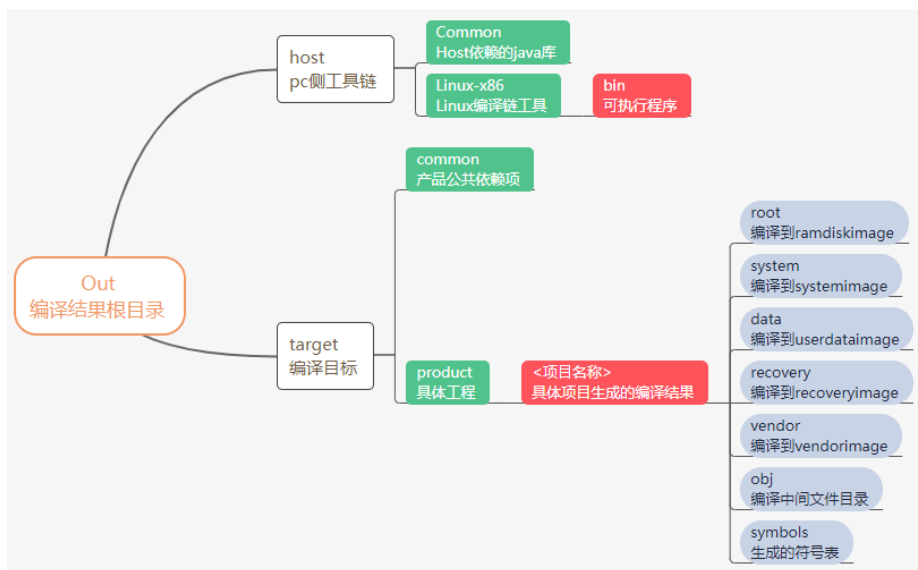 Out
编译结果根目录
host
pc侧工具链
Common
Host依赖的java库
Linux-x86
Linux编译链工具
bin
可执行程序
target
编译目标
common
产品公共依赖项
product
具体工程
<项目名称>
具体项目生成的编译结果
root
编译到ramdiskimage
system
编译到systemimage
data
编译到userdataimage
recovery
编译到recoveryimage
vendor
编译到vendorimage
obj
编译中间文件目录
symbols
生成的符号表